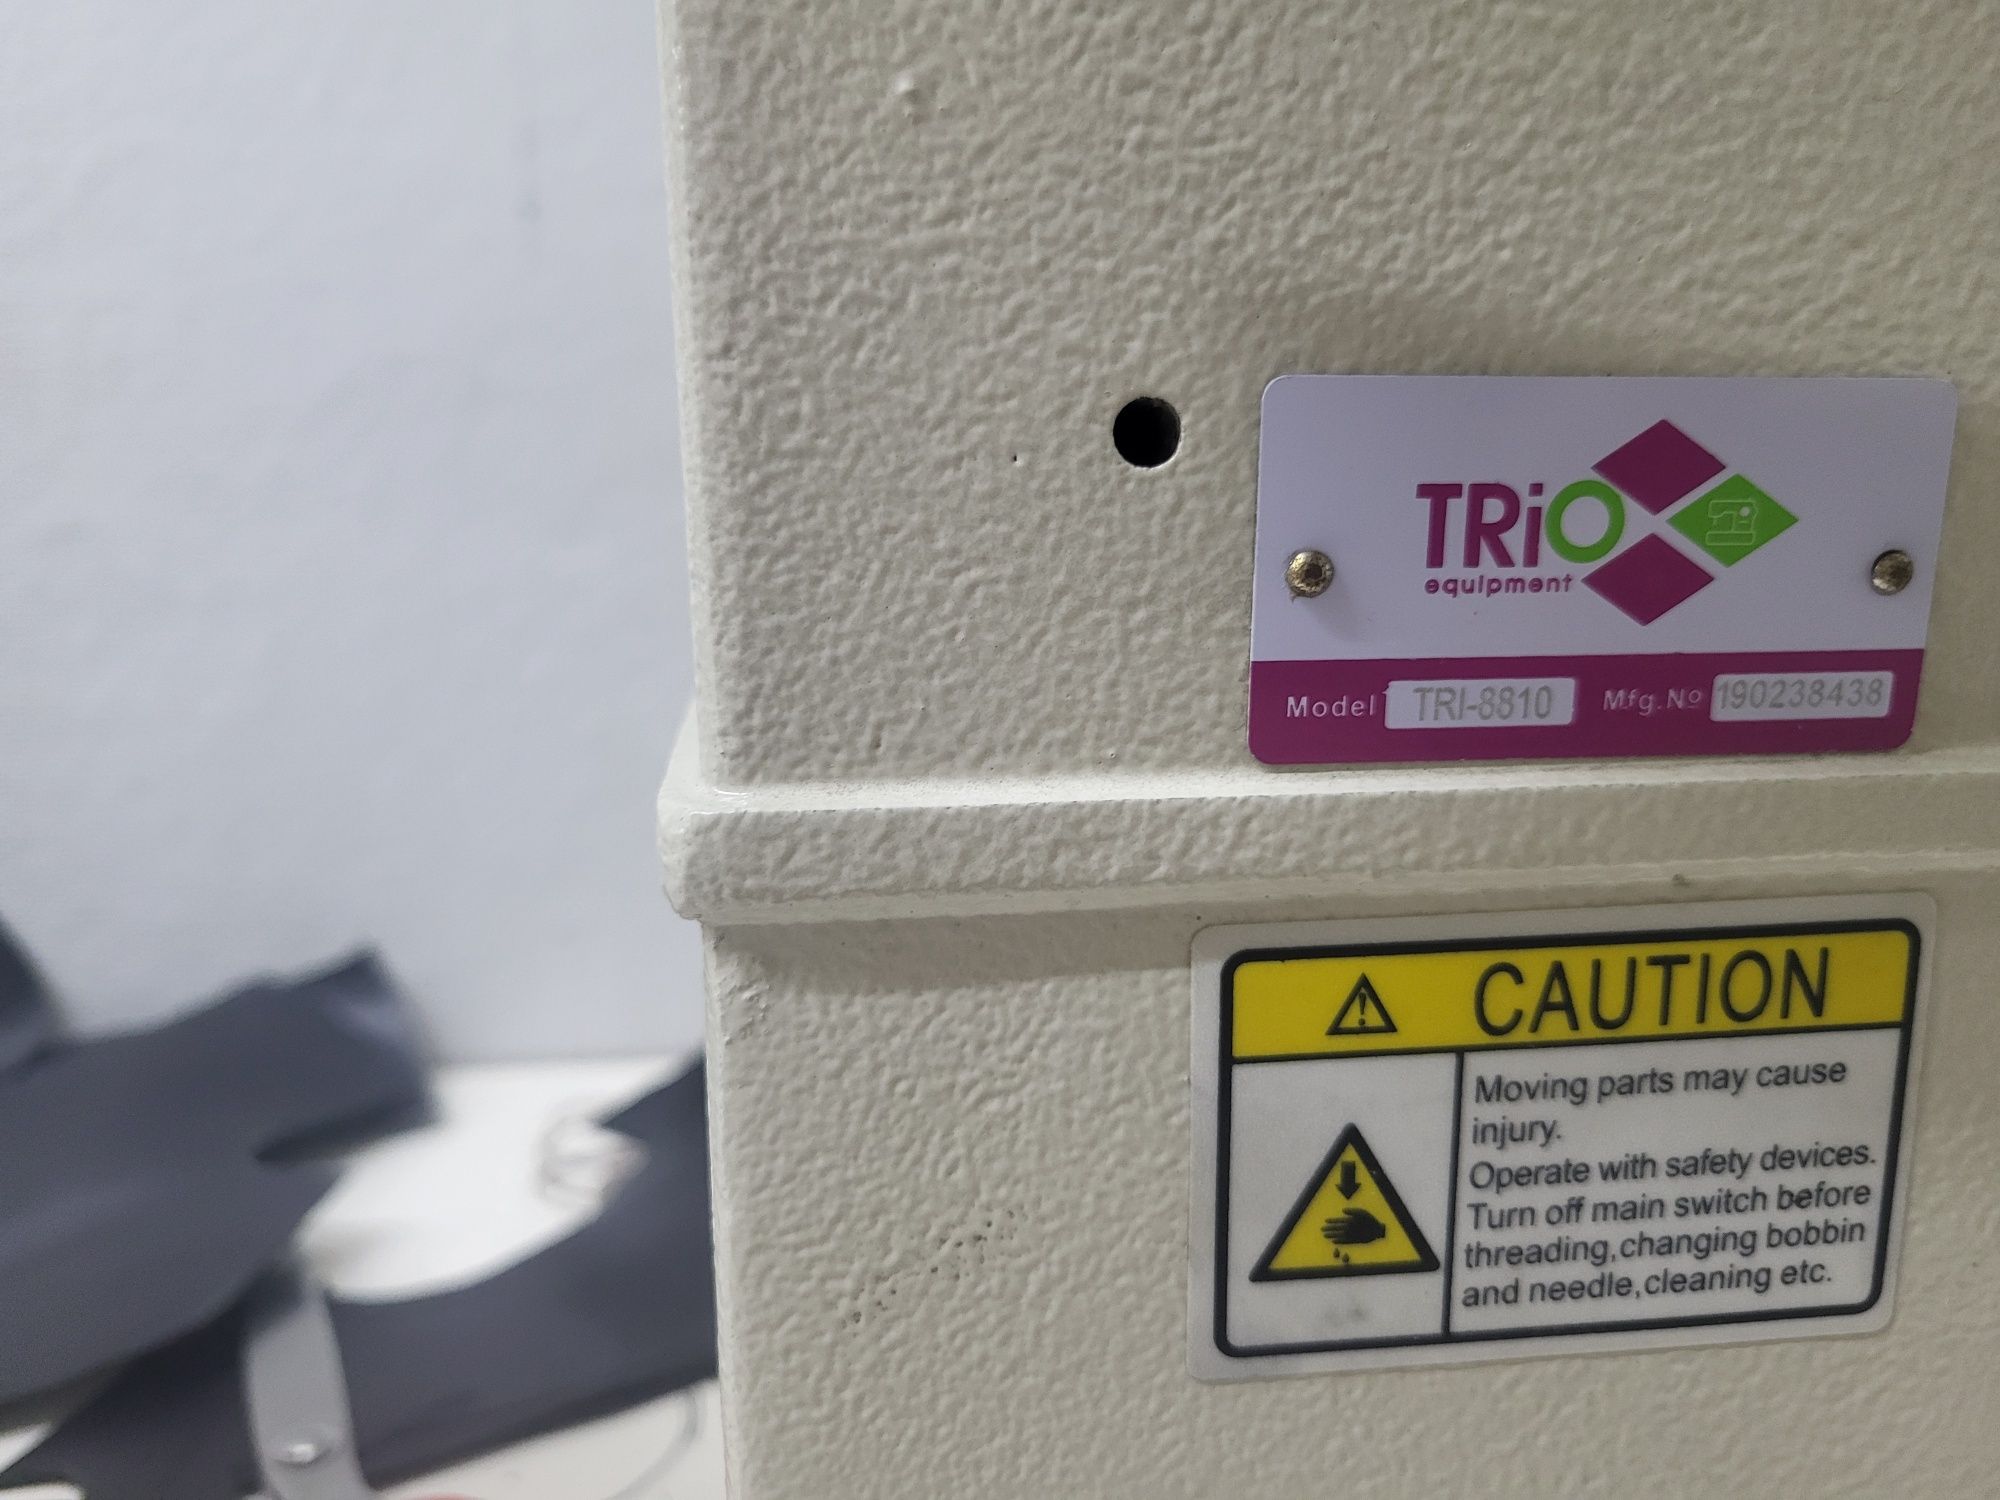 TRiO
equipment
Model TRI-8810 Mfg.Nº 190238438
CAUTION
Moving parts may cause
injury.
Operate with safety devices.
Turn off main switch before
threading,changing bobbin
and needle,cleaning etc.